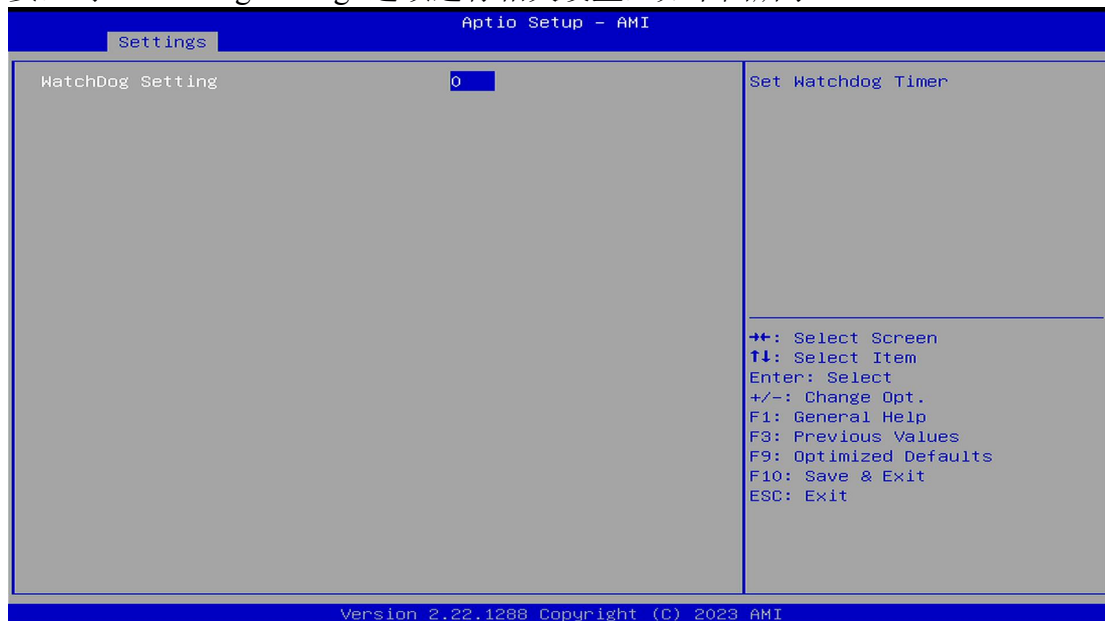 Aptio Setup – AMI
Settings
WatchDog Setting 0
Set Watchdog Timer
→←: Select Screen
↑↓: Select Item
Enter: Select
+/-: Change Opt.
F1: General Help
F3: Previous Values
F9: Optimized Defaults
F10: Save & Exit
ESC: Exit
Version 2.22.1288 Copyright (C) 2023 AMI